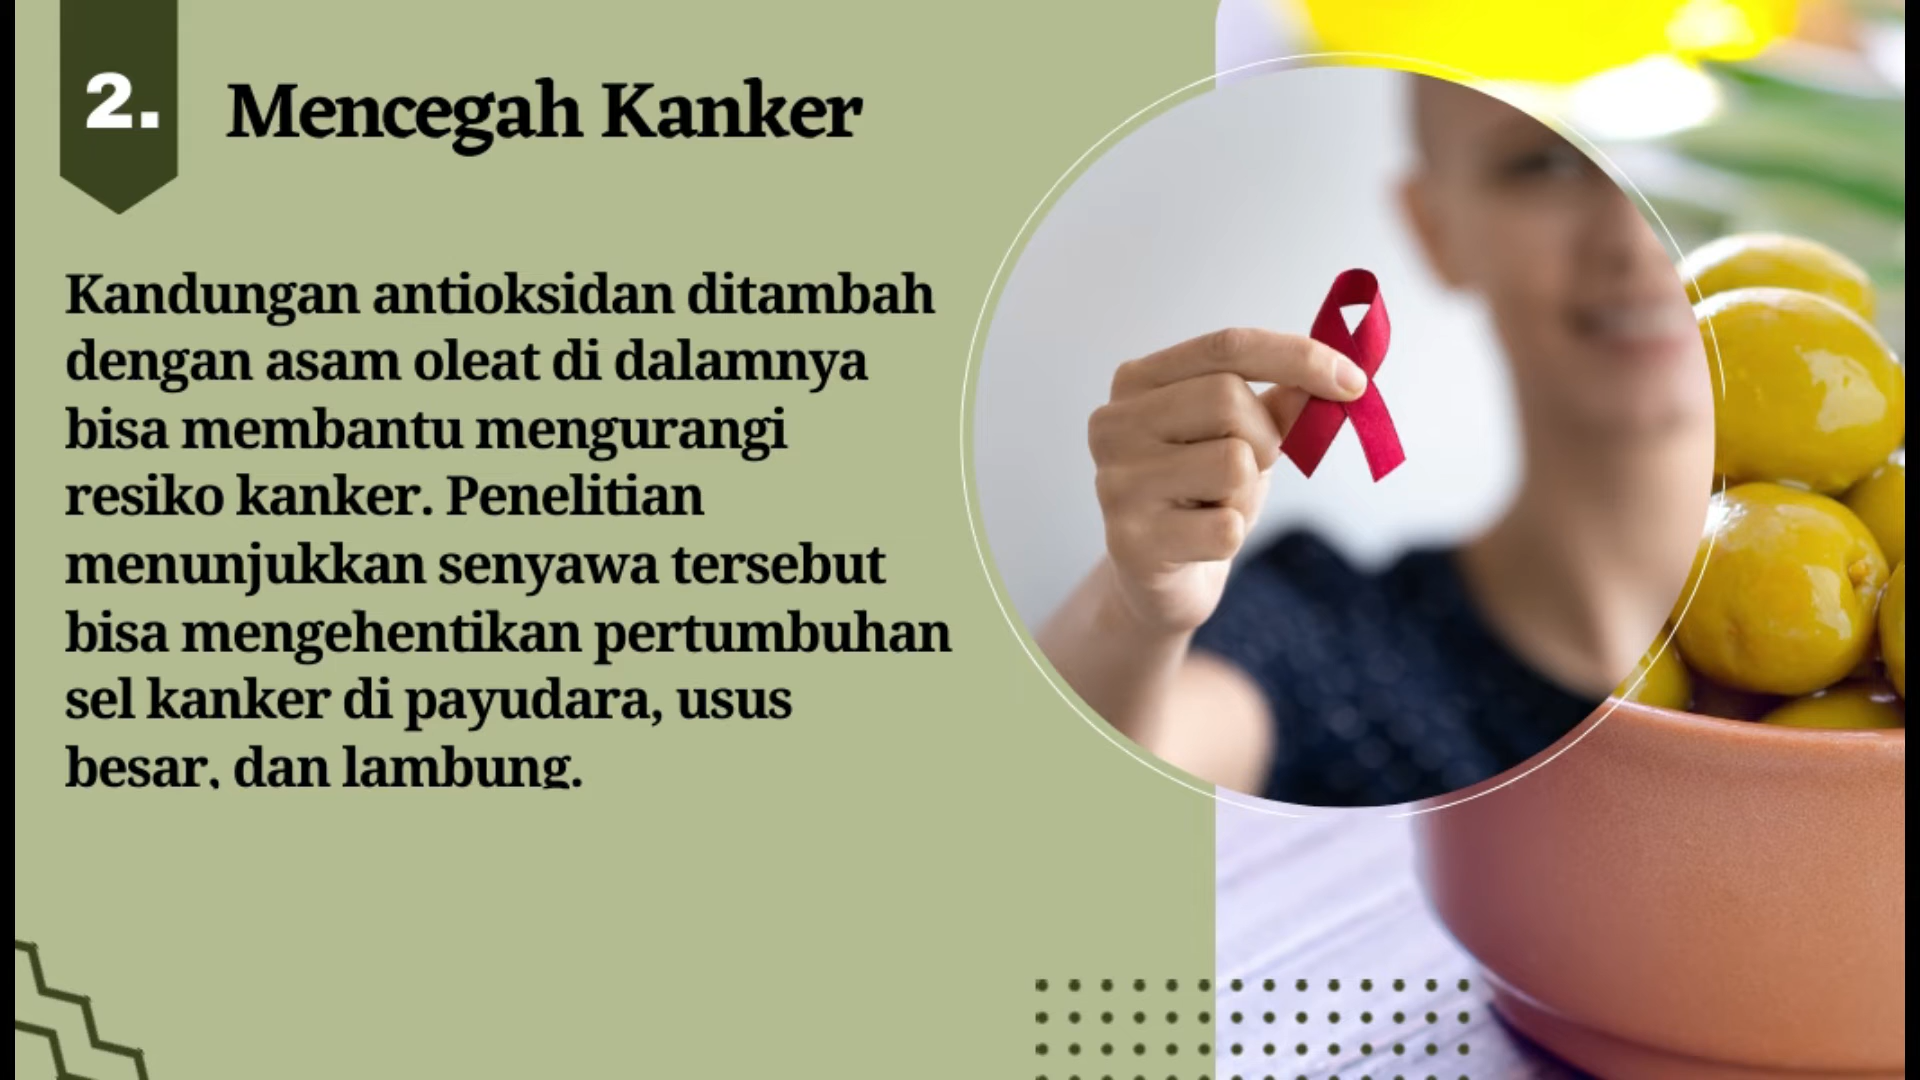 2.
Mencegah Kanker
Kandungan antioksidan ditambah
dengan asam oleat di dalamnya
bisa membantu mengurangi
resiko kanker. Penelitian
menunjukkan senyawa tersebut
bisa mengehentikan pertumbuhan
sel kanker di payudara, usus
besar, dan lambung.